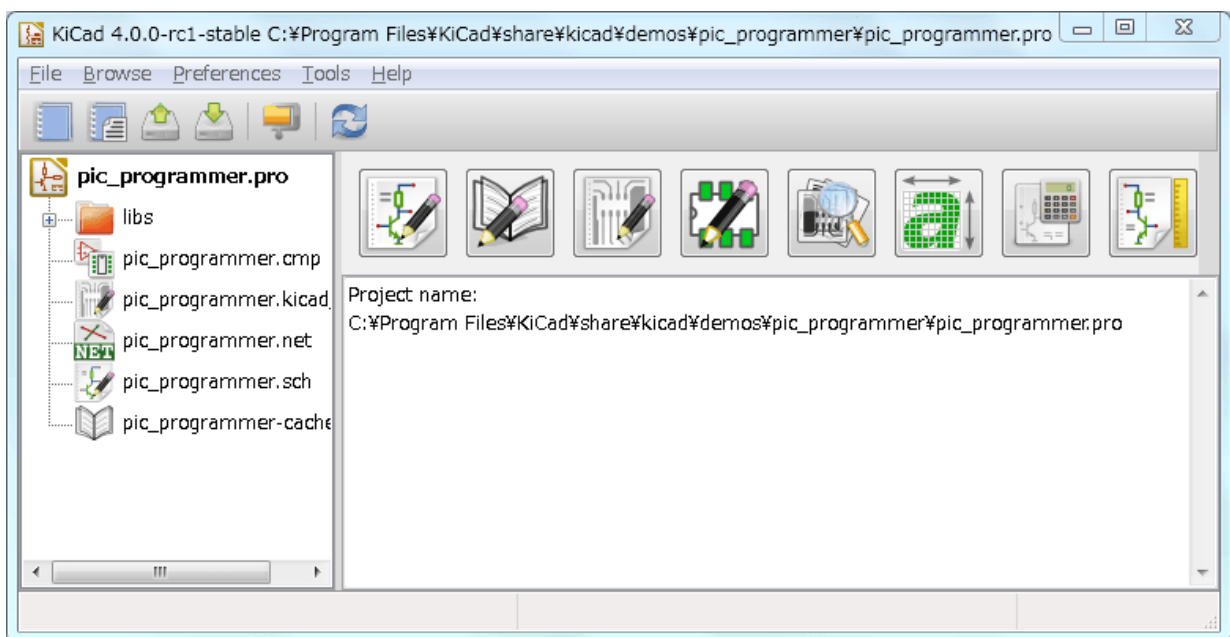 KiCad 4.0.0-rc1-stable C:¥Program Files¥KiCad¥share¥kicad¥demos¥pic_programmer¥pic_programmer.pro
File Browse Preferences Tools Help
pic_programmer.pro
libs
pic_programmer.cmp
pic_programmer.kicad_
NET
pic_programmer.net
pic_programmer.sch
pic_programmer-cache
a
Project name:
C:¥Program Files¥KiCad¥share¥kicad¥demos¥pic_programmer¥pic_programmer.pro